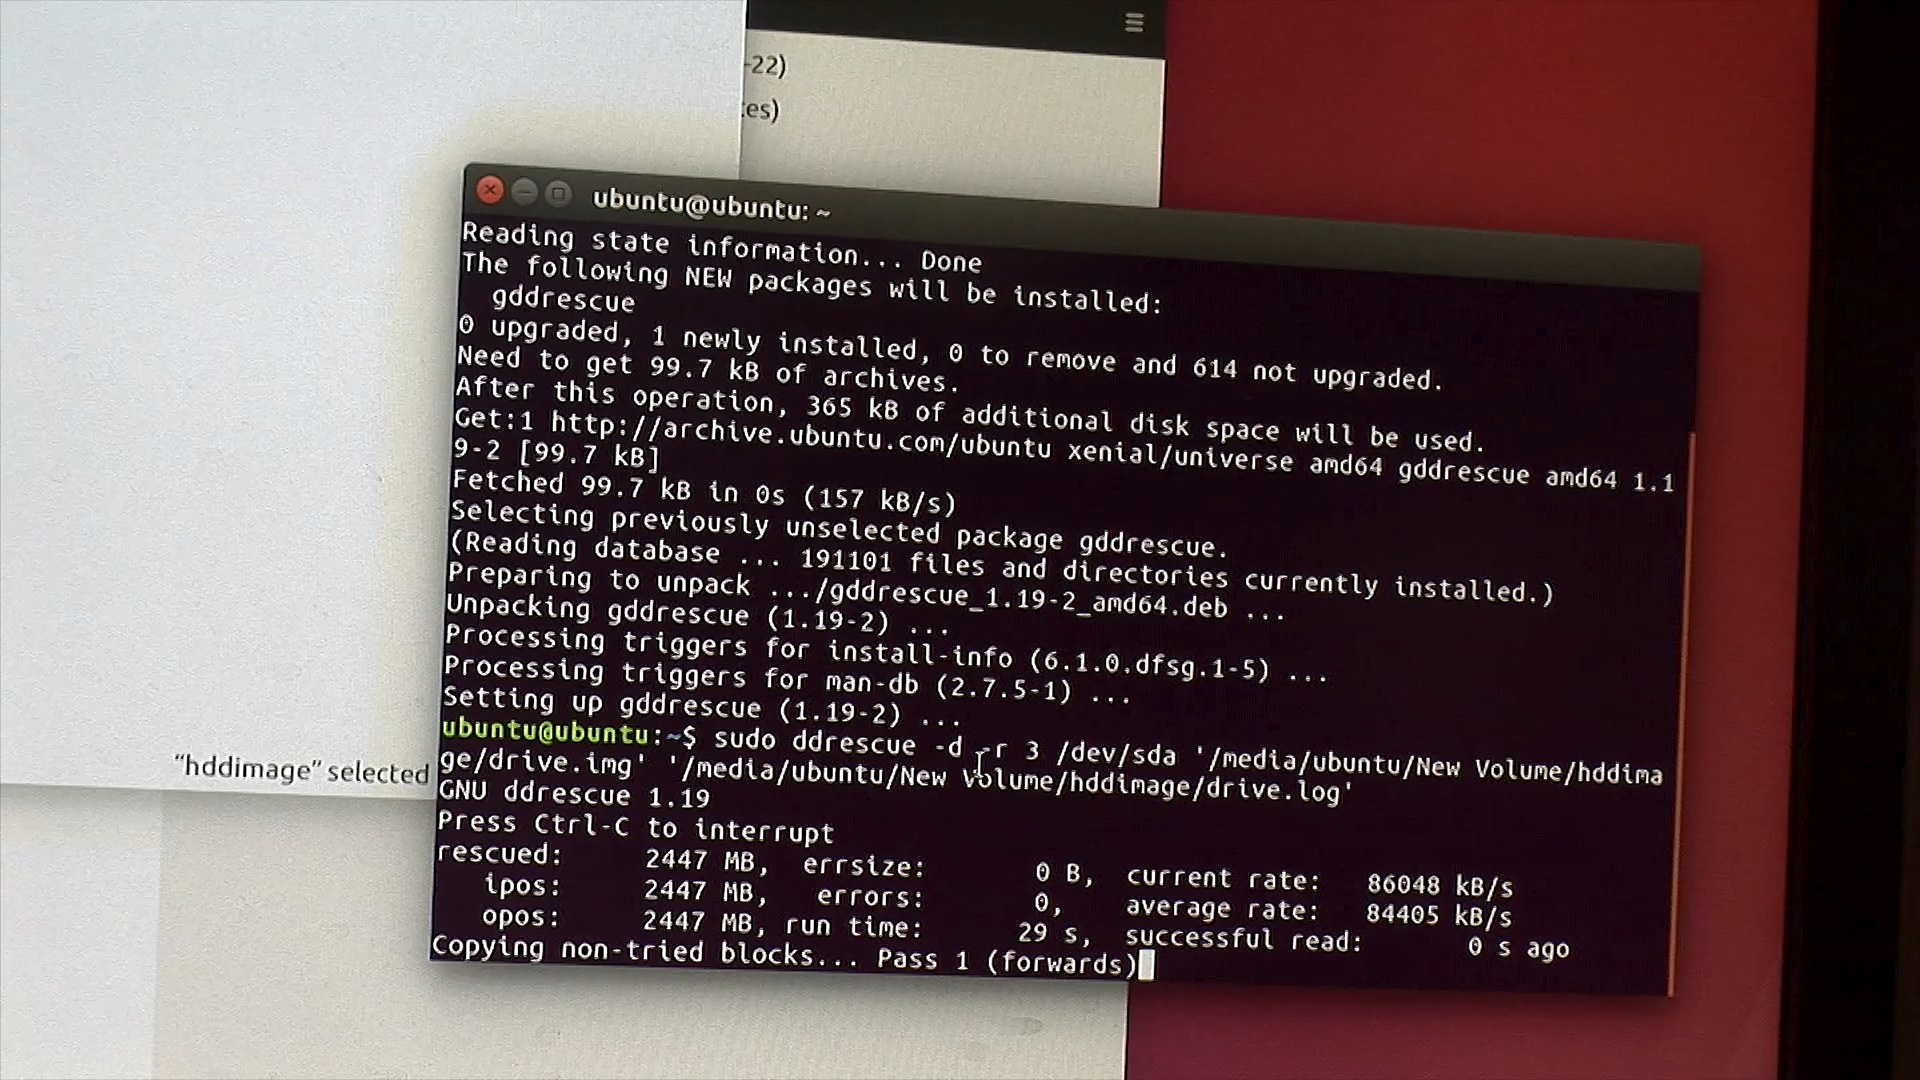 -22)
es)
ubuntu@ubuntu: ~
Reading state information... Done
The following NEW packages will be installed:
gddrescue
0 upgraded, 1 newly installed, 0 to remove and 614 not upgraded.
Need to get 99.7 kB of archives.
After this operation, 365 kB of additional disk space will be used.
Get:1 http://archive.ubuntu.com/ubuntu xenial/universe amd64 gddrescue amd64 1.1
9-2 [99.7 kB]
Fetched 99.7 kB in 0s (157 kB/s)
Selecting previously unselected package gddrescue.
(Reading database ... 191101 files and directories currently installed.)
Preparing to unpack .../gddrescue_1.19-2_amd64.deb ...
Unpacking gddrescue (1.19-2) ...
Processing triggers for install-info (6.1.0.dfsg.1-5) ...
Processing triggers for man-db (2.7.5-1) ...
Setting up gddrescue (1.19-2) ...
ubuntu@ubuntu:~$ sudo ddrescue -d -r 3 /dev/sda '/media/ubuntu/New Volume/hddima
ge/drive.img' '/media/ubuntu/New Volume/hddimage/drive.log'
GNU ddrescue 1.19
Press Ctrl-C to interrupt
rescued: 2447 MB, errsize: 0 B, current rate: 86048 kB/s
ipos: 2447 MB, errors: 0, average rate: 84405 kB/s
opos: 2447 MB, run time: 29 s, successful read: 0 s ago
Copying non-tried blocks... Pass 1 (forwards)
"hddimage" selected